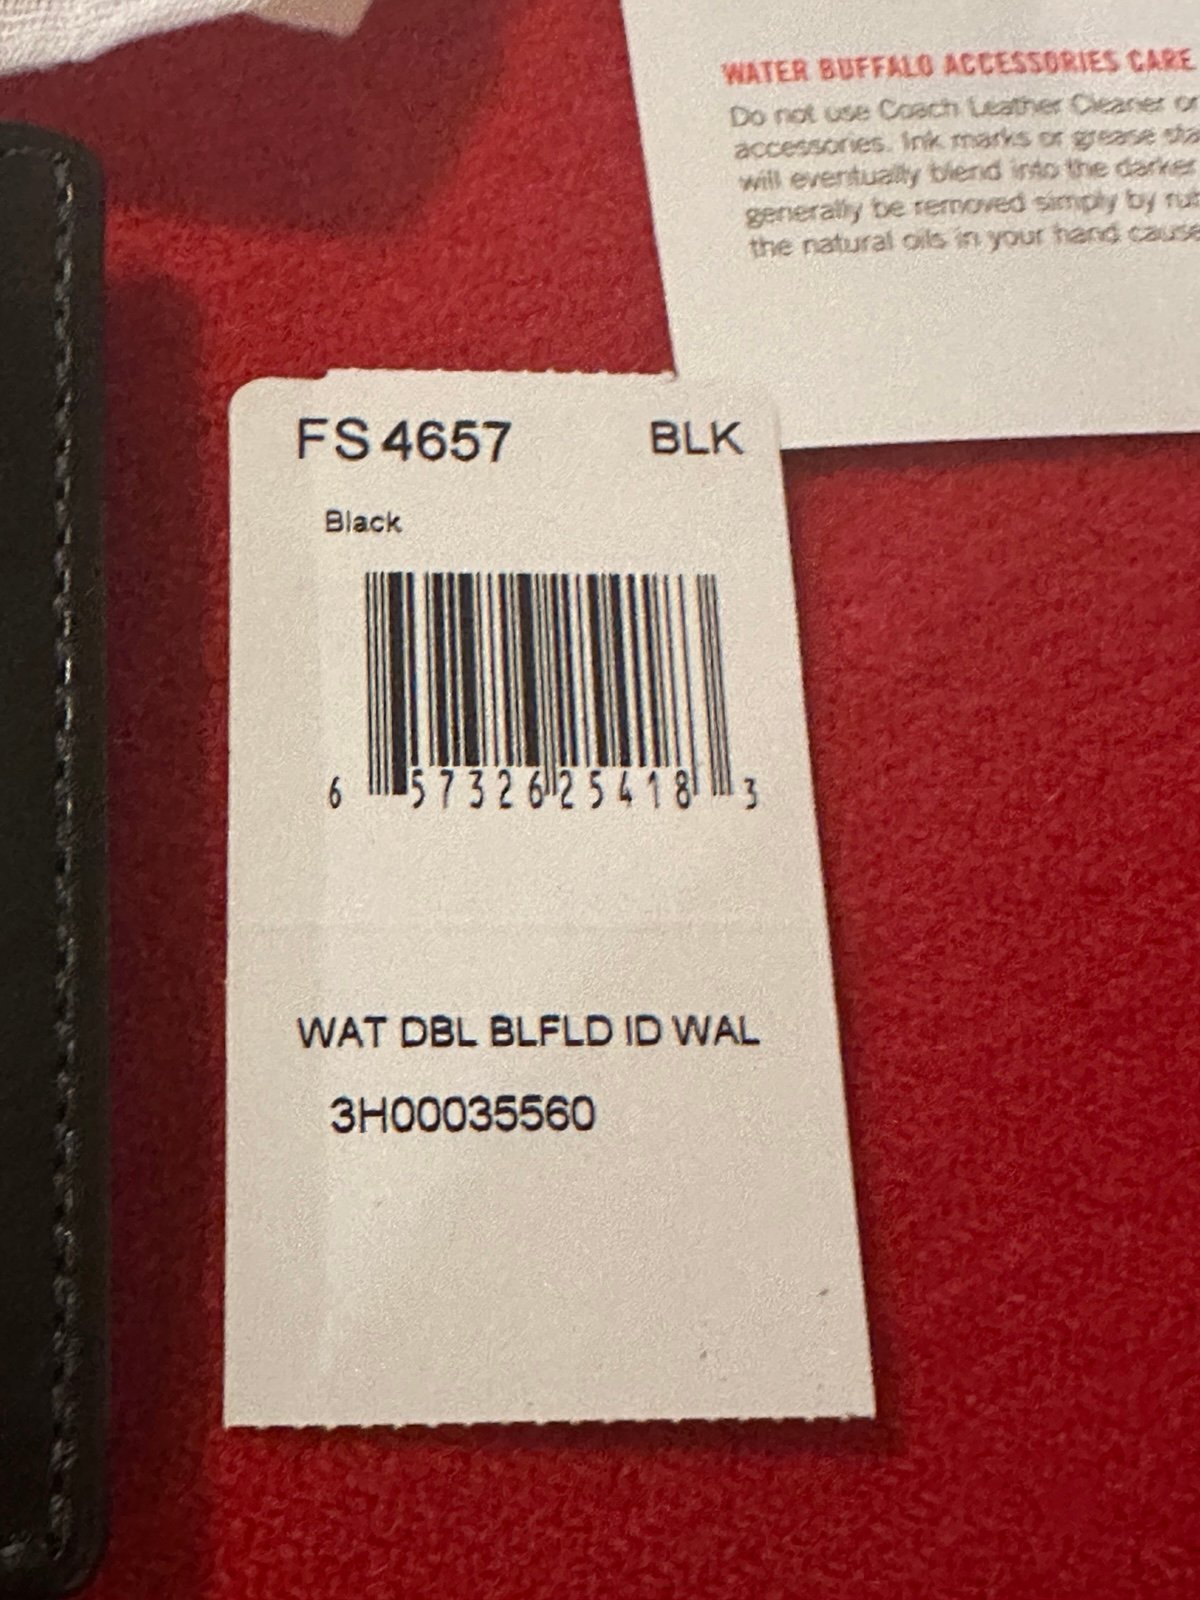 WATER BUFFALO ACCESSORIES CARE
Do not use Coach Leather Cleaner or
accessories. Ink marks or grease sta
will eventually blend into the darker
generally be removed simply by rub
the natural oils in your hand cause
FS 4657 BLK
Black
6 57326 25418 3
WAT DBL BLFLD ID WAL
3H00035560